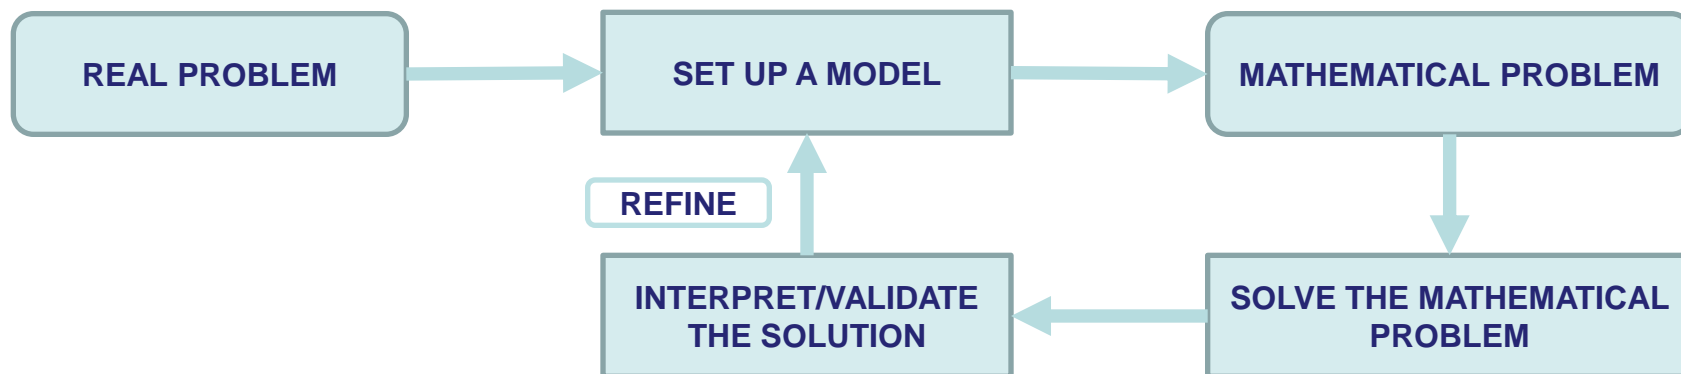 REAL PROBLEM
SET UP A MODEL
MATHEMATICAL PROBLEM
REFINE
INTERPRET/VALIDATE
THE SOLUTION
SOLVE THE MATHEMATICAL
PROBLEM